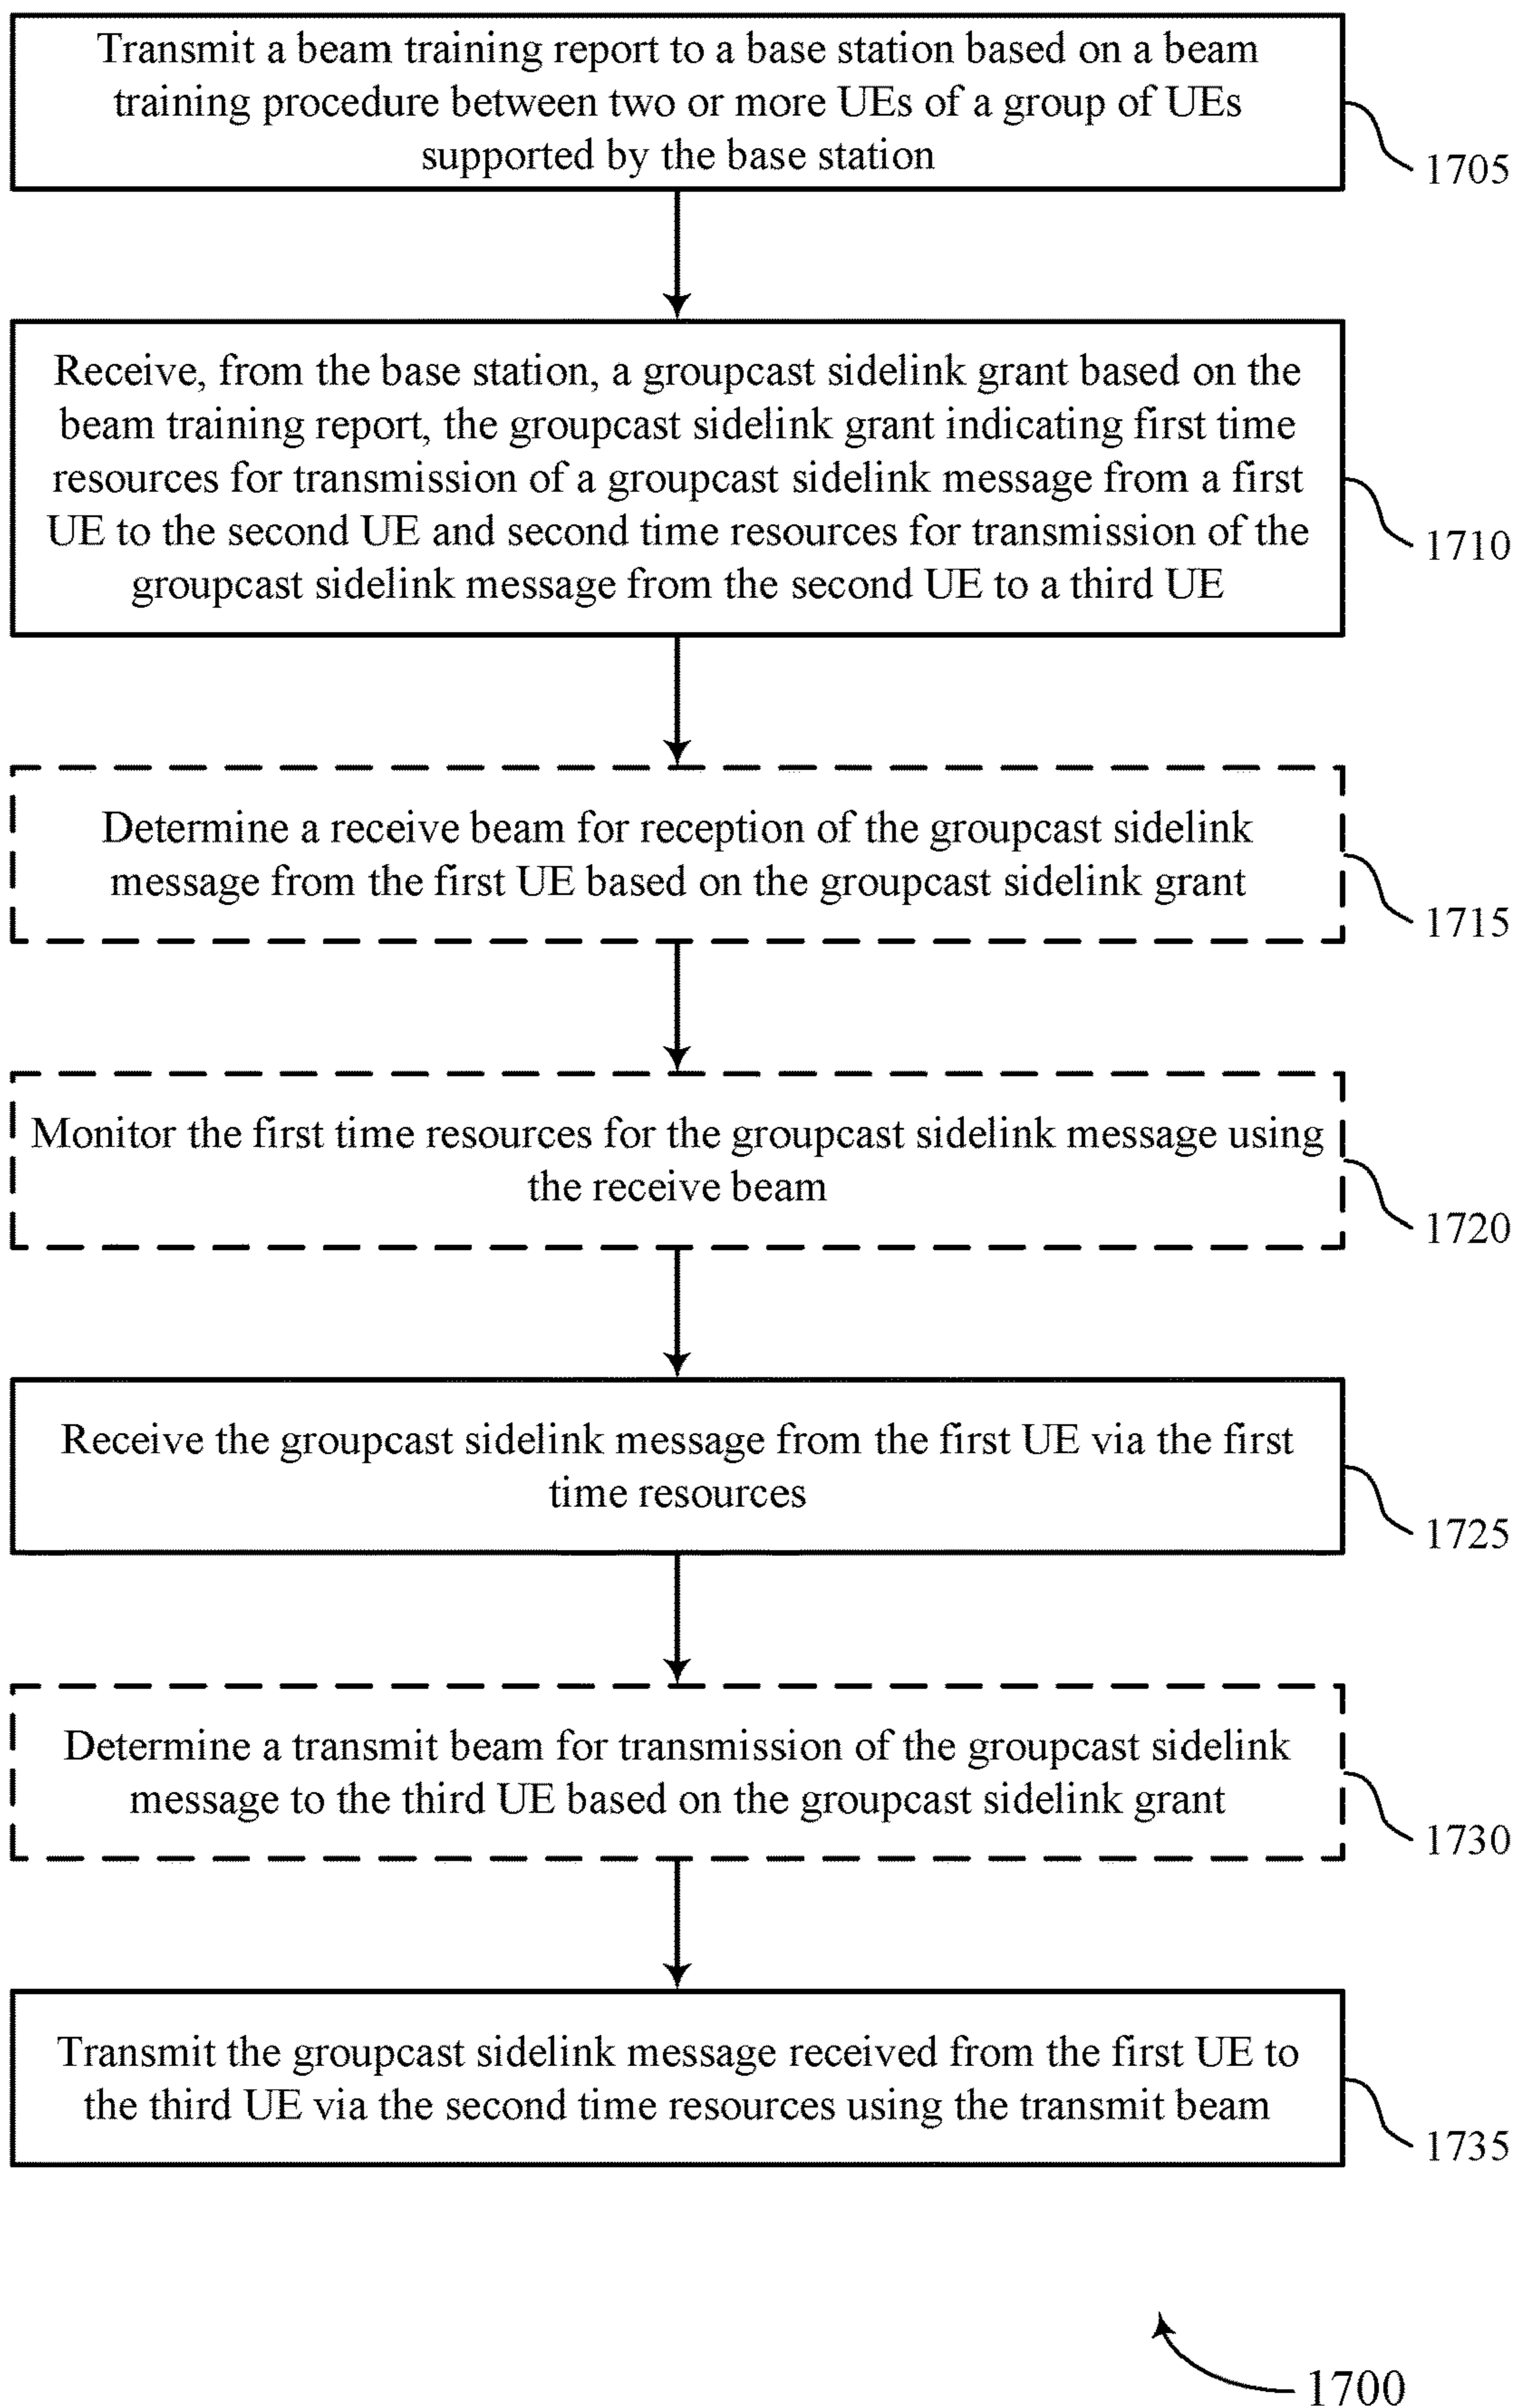 Transmit a beam training report to a base station based on a beam
training procedure between two or more UEs of a group of UEs
supported by the base station
1705
Receive, from the base station, a groupcast sidelink grant based on the
beam training report, the groupcast sidelink grant indicating first time
resources for transmission of a groupcast sidelink message from a first
UE to the second UE and second time resources for transmission of the
groupcast sidelink message from the second UE to a third UE
1710
Determine a receive beam for reception of the groupcast sidelink
message from the first UE based on the groupcast sidelink grant
1715
Monitor the first time resources for the groupcast sidelink message using
the receive beam
1720
Receive the groupcast sidelink message from the first UE via the first
time resources
1725
Determine a transmit beam for transmission of the groupcast sidelink
message to the third UE based on the groupcast sidelink grant
1730
Transmit the groupcast sidelink message received from the first UE to
the third UE via the second time resources using the transmit beam
1735
1700